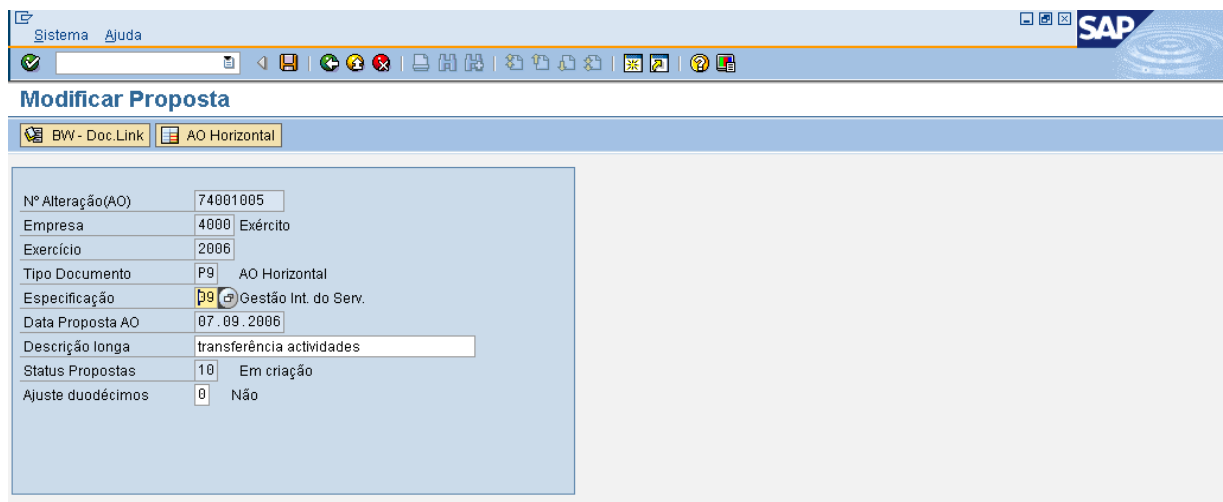 Sistema Ajuda
SAP
Modificar Proposta
BW - Doc.Link AO Horizontal
Nº Alteração(AO) 74001005
Empresa 4000 Exército
Exercício 2006
Tipo Documento P9 AO Horizontal
Especificação 09 Gestão Int. do Serv.
Data Proposta AO 07.09.2006
Descrição longa transferência actividades
Status Propostas 10 Em criação
Ajuste duodécimos 0 Não